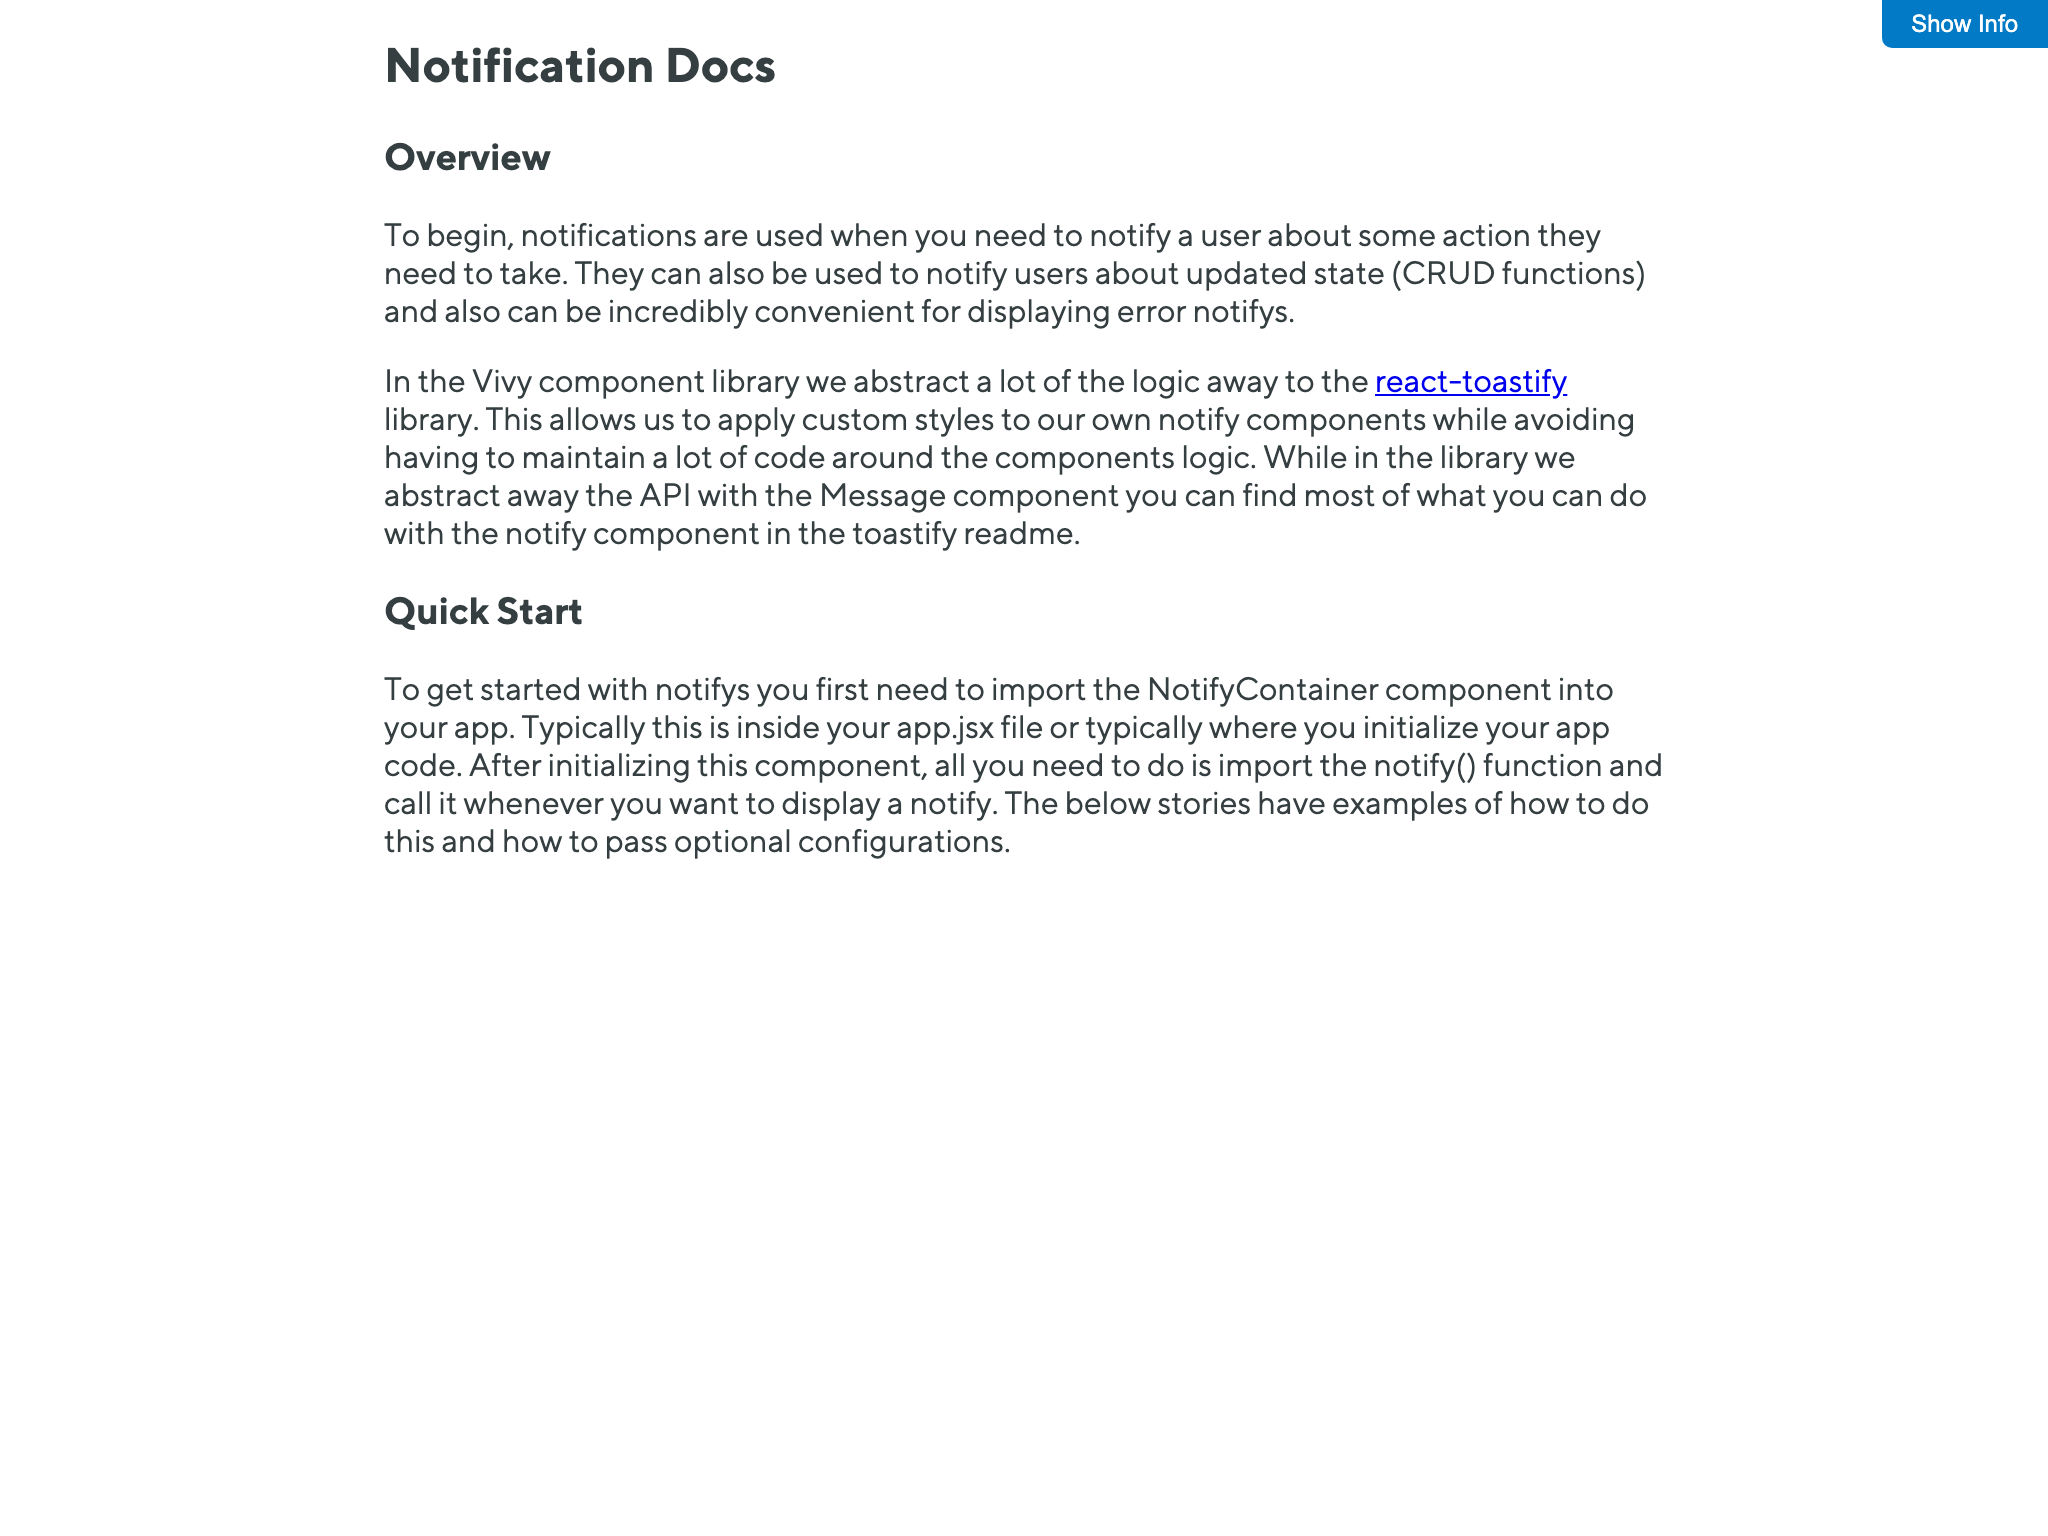 Show Info
Notification Docs
Overview
To begin, notifications are used when you need to notify a user about some action they
need to take. They can also be used to notify users about updated state (CRUD functions)
and also can be incredibly convenient for displaying error notifys.
In the Vivy component library we abstract a lot of the logic away to the react-toastify
library. This allows us to apply custom styles to our own notify components while avoiding
having to maintain a lot of code around the components logic. While in the library we
abstract away the API with the Message component you can find most of what you can do
with the notify component in the toastify readme.
Quick Start
To get started with notifys you first need to import the NotifyContainer component into
your app. Typically this is inside your app.jsx file or typically where you initialize your app
code. After initializing this component, all you need to do is import the notify() function and
call it whenever you want to display a notify. The below stories have examples of how to do
this and how to pass optional configurations.